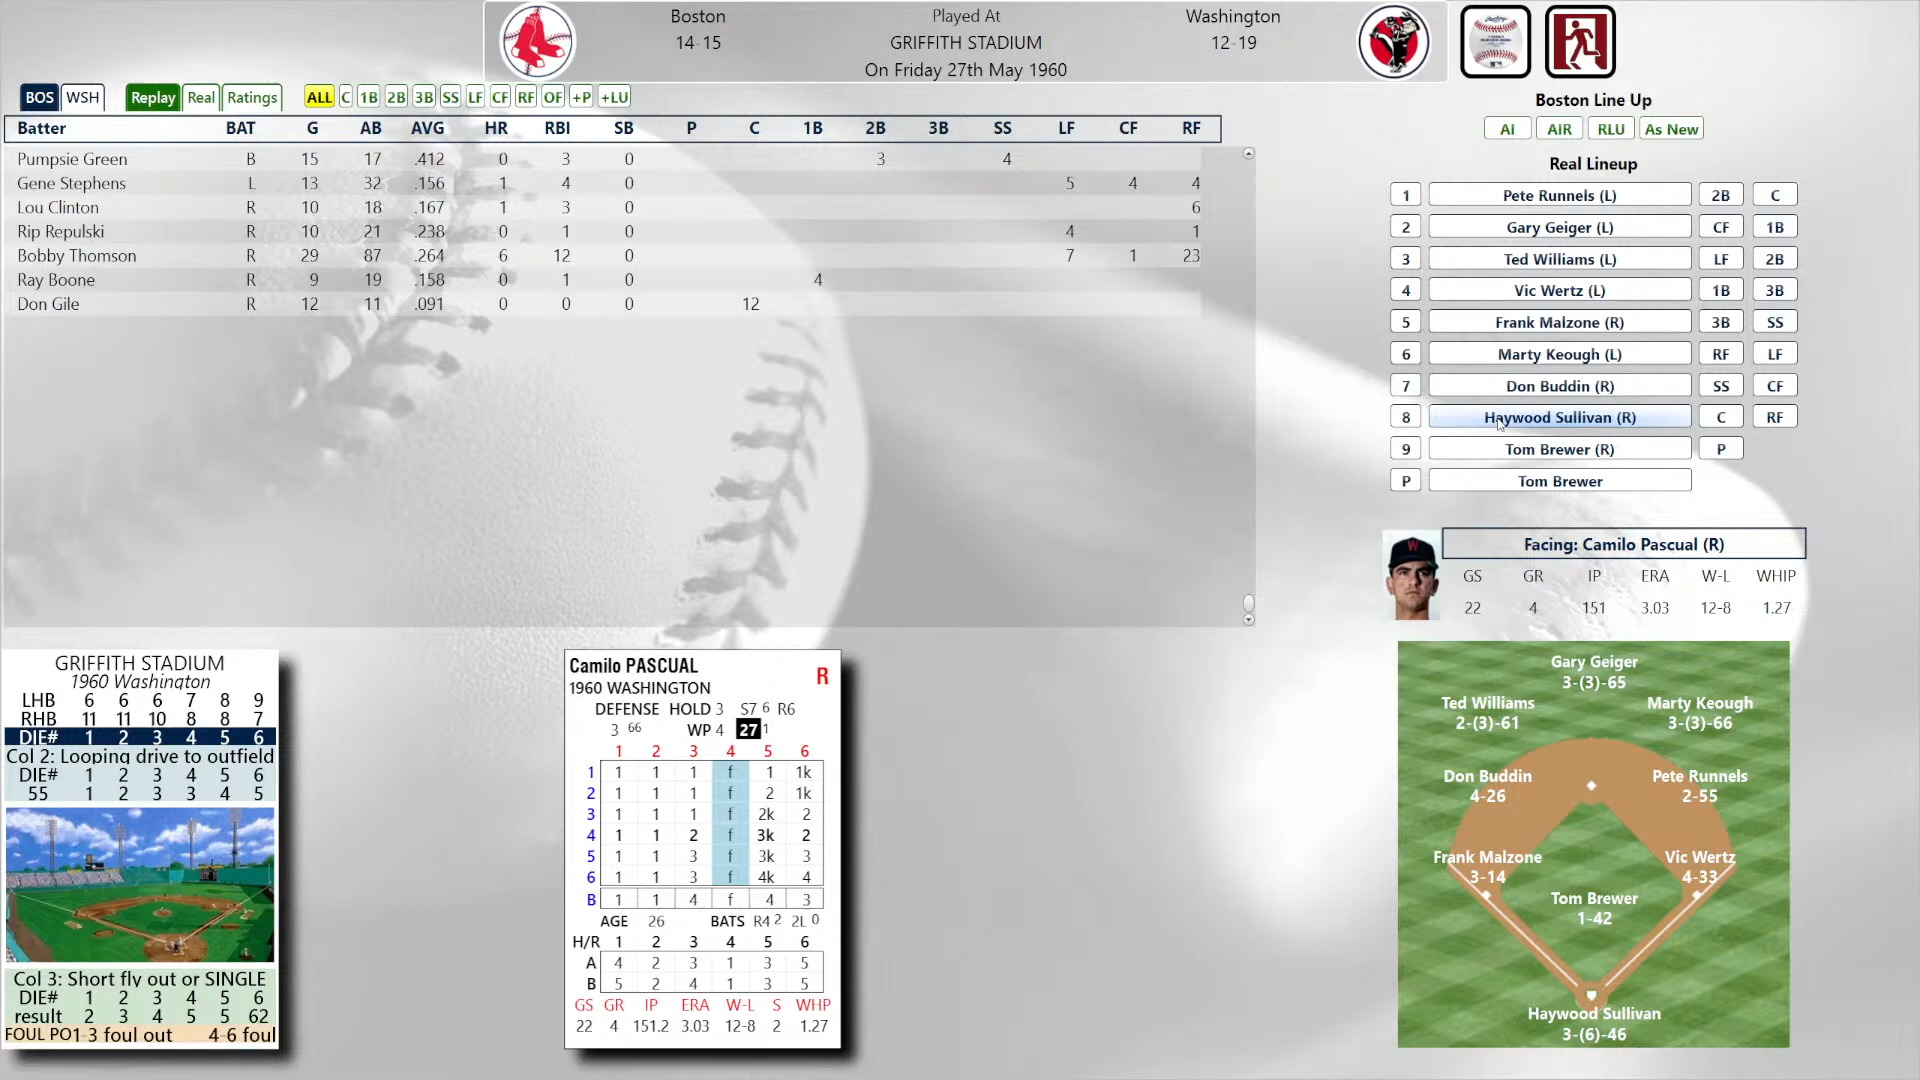 Boston Played At Washington
14-15 GRIFFITH STADIUM 12-19
On Friday 27th May 1960
BOS WSH Replay Real Ratings ALL C 1B 2B 3B SS LF CF RF OF +P +LU
Batter BAT G AB AVG HR RBI SB P C 1B 2B 3B SS LF CF RF
Pumpsie Green B 15 17 .412 0 3 0 3 4
Gene Stephens L 13 32 .156 1 4 0 5 4 4
Lou Clinton R 10 18 .167 1 3 0 6
Rip Repulski R 10 21 .238 0 1 0 4 1
Bobby Thomson R 29 87 .264 6 12 0 7 1 23
Ray Boone R 9 19 .158 0 1 0 4
Don Gile R 12 11 .091 0 0 0 12
Boston Line Up
AI AIR RLU As New
Real Lineup
1 Pete Runnels (L) 2B C
2 Gary Geiger (L) CF 1B
3 Ted Williams (L) LF 2B
4 Vic Wertz (L) 1B 3B
5 Frank Malzone (R) 3B SS
6 Marty Keough (L) RF LF
7 Don Buddin (R) SS CF
8 Haywood Sullivan (R) C RF
9 Tom Brewer (R) P
P Tom Brewer
Facing: Camilo Pascual (R)
GS GR IP ERA W-L WHIP
22 4 151 3.03 12-8 1.27
GRIFFITH STADIUM
1960 Washington
LHB 6 6 6 7 8 9
RHB 11 11 10 8 8 7
DIE# 1 2 3 4 5 6
Col 2: Looping drive to outfield
DIE# 1 2 3 4 5 6
55 1 2 3 3 4 5
Col 3: Short fly out or SINGLE
DIE# 1 2 3 4 5 6
result 2 3 4 5 5 62
FOUL PO1-3 foul out 4-6 foul
Camilo PASCUAL R
1960 WASHINGTON
DEFENSE HOLD 3 S7 6 R6
3 66 WP 4 27 1
1 2 3 4 5 6
1 1 1 1 f 1 1k
2 1 1 1 f 2 1k
3 1 1 1 f 2k 2
4 1 1 2 f 3k 2
5 1 1 3 f 3k 3
6 1 1 3 f 4k 4
B 1 1 4 f 4 3
AGE 26 BATS R4 2 2L 0
H/R 1 2 3 4 5 6
A 4 2 3 1 3 5
B 5 2 4 1 3 5
GS GR IP ERA W-L S WHP
22 4 151.2 3.03 12-8 2 1.27
Gary Geiger
3-(3)-65
Ted Williams Marty Keough
2-(3)-61 3-(3)-66
Don Buddin Pete Runnels
4-26 2-55
Frank Malzone Vic Wertz
3-14 4-33
Tom Brewer
1-42
Haywood Sullivan
3-(6)-46